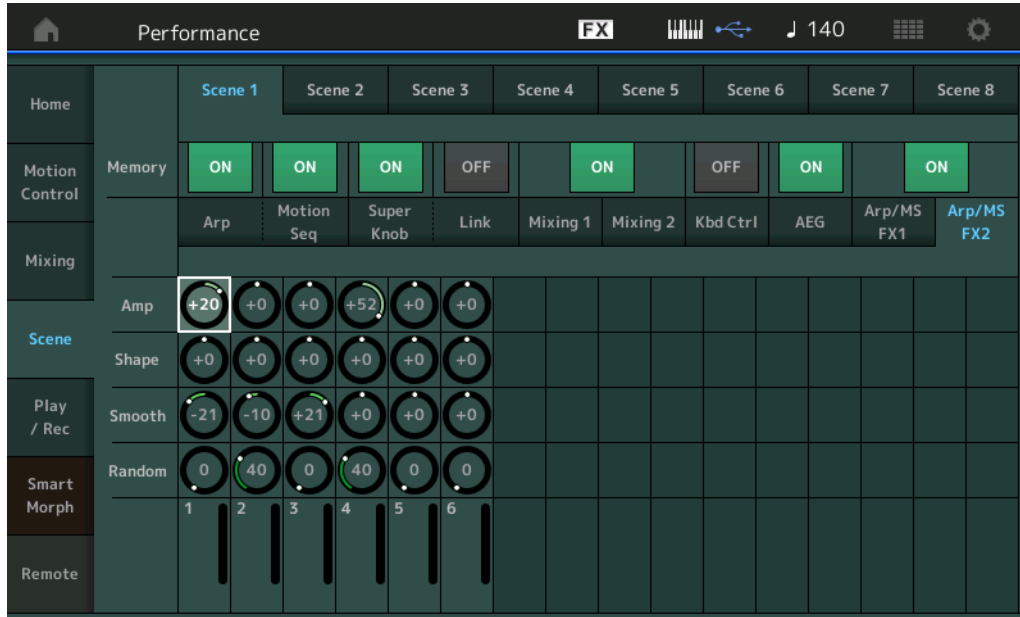 Performance FX 140
Scene 1 Scene 2 Scene 3 Scene 4 Scene 5 Scene 6 Scene 7 Scene 8
Home
Memory ON ON ON OFF ON OFF ON ON
Motion
Control
Arp Motion
Seq Super
Knob Link Mixing 1 Mixing 2 Kbd Ctrl AEG Arp/MS
FX1 Arp/MS
FX2
Mixing
Amp +20 +0 +0 +52 +0 +0
Scene
Shape +0 +0 +0 +0 +0 +0
Play
/ Rec
Smooth -21 -10 +21 +0 +0 +0
Random 0 40 0 40 0 0
Smart
Morph
1 2 3 4 5 6
Remote